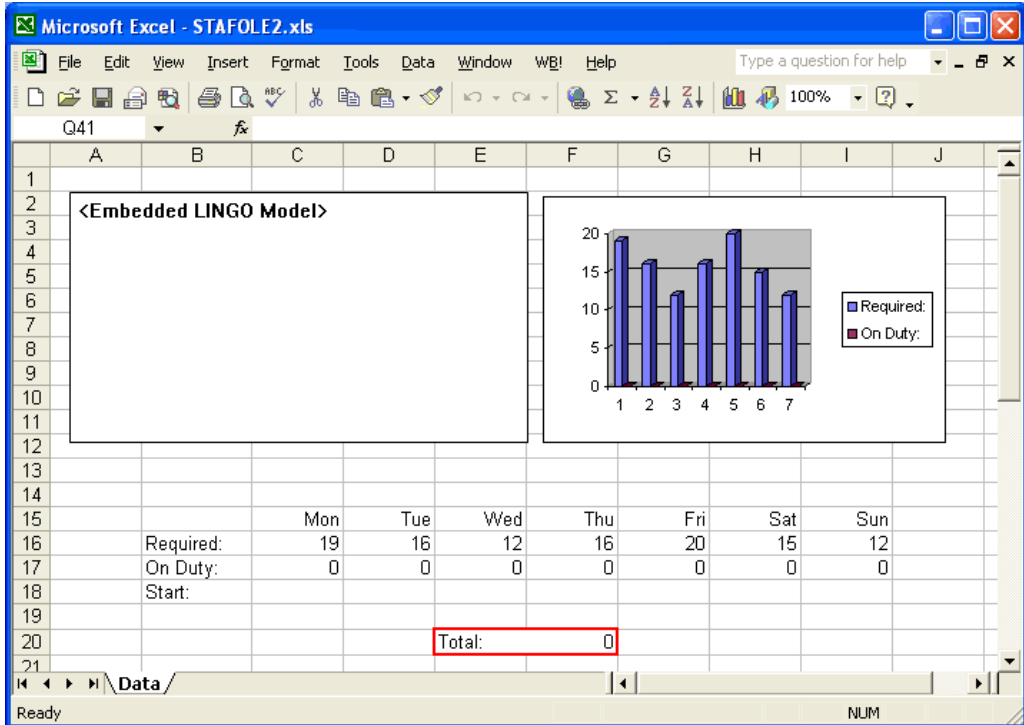 Microsoft Excel - STAFOLE2.xls
File Edit View Insert Format Tools Data Window WB! Help Type a question for help
ABC Σ A Z Z A 100% ?
Q41 fx
A B C D E F G H I J
1
2 <Embedded LINGO Model>
3
4
5
6
7
8
9
10
11
12
20
15
10
5
0
1 2 3 4 5 6 7
Required:
On Duty:
13
14
15 Mon Tue Wed Thu Fri Sat Sun
16 Required: 19 16 12 16 20 15 12
17 On Duty: 0 0 0 0 0 0 0
18 Start:
19
20 Total: 0
21
Data
Ready NUM